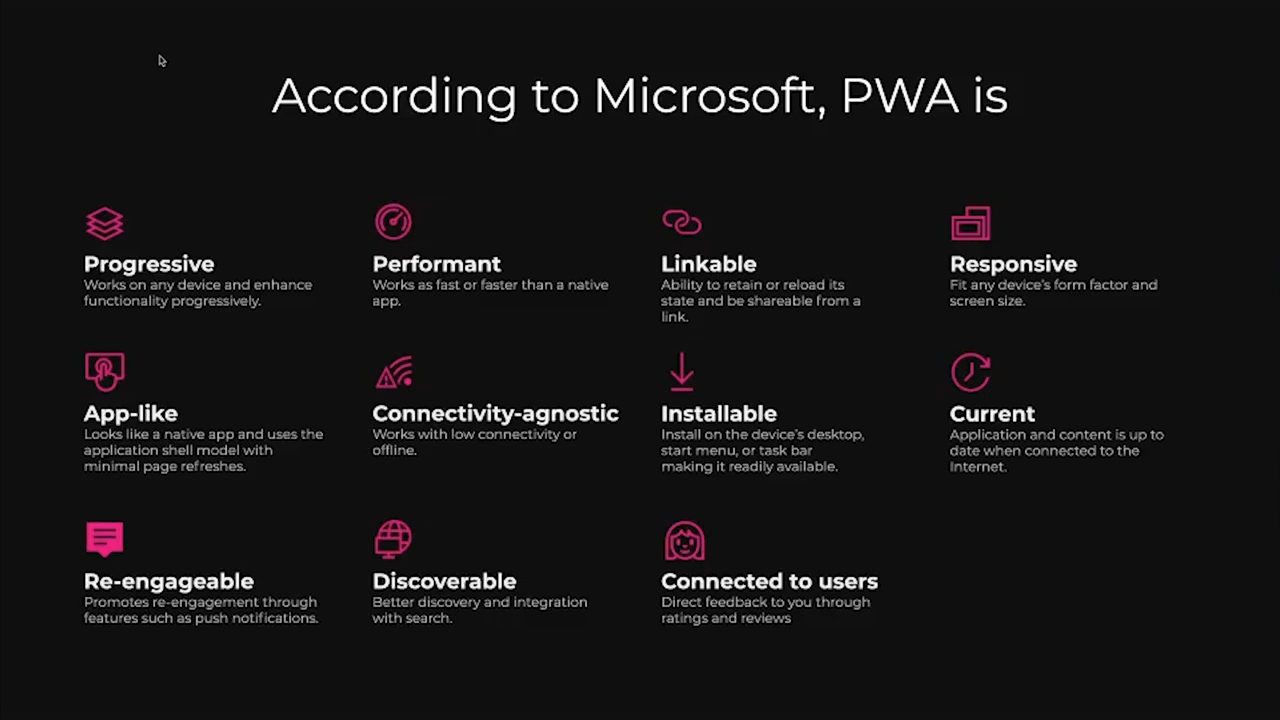 According to Microsoft, PWA is
Progressive
Works on any device and enhance
functionality progressively.
Performant
Works as fast or faster than a native
app.
Linkable
Ability to retain or reload its
state and be shareable from a
link.
Responsive
Fit any device's form factor and
screen size.
App-like
Looks like a native app and uses the
application shell model with
minimal page refreshes.
Connectivity-agnostic
Works with low connectivity or
offline.
Installable
Install on the device's desktop,
start menu, or task bar
making it readily available.
Current
Application and content is up to
date when connected to the
Internet.
Re-engageable
Promotes re-engagement through
features such as push notifications.
Discoverable
Better discovery and integration
with search.
Connected to users
Direct feedback to you through
ratings and reviews